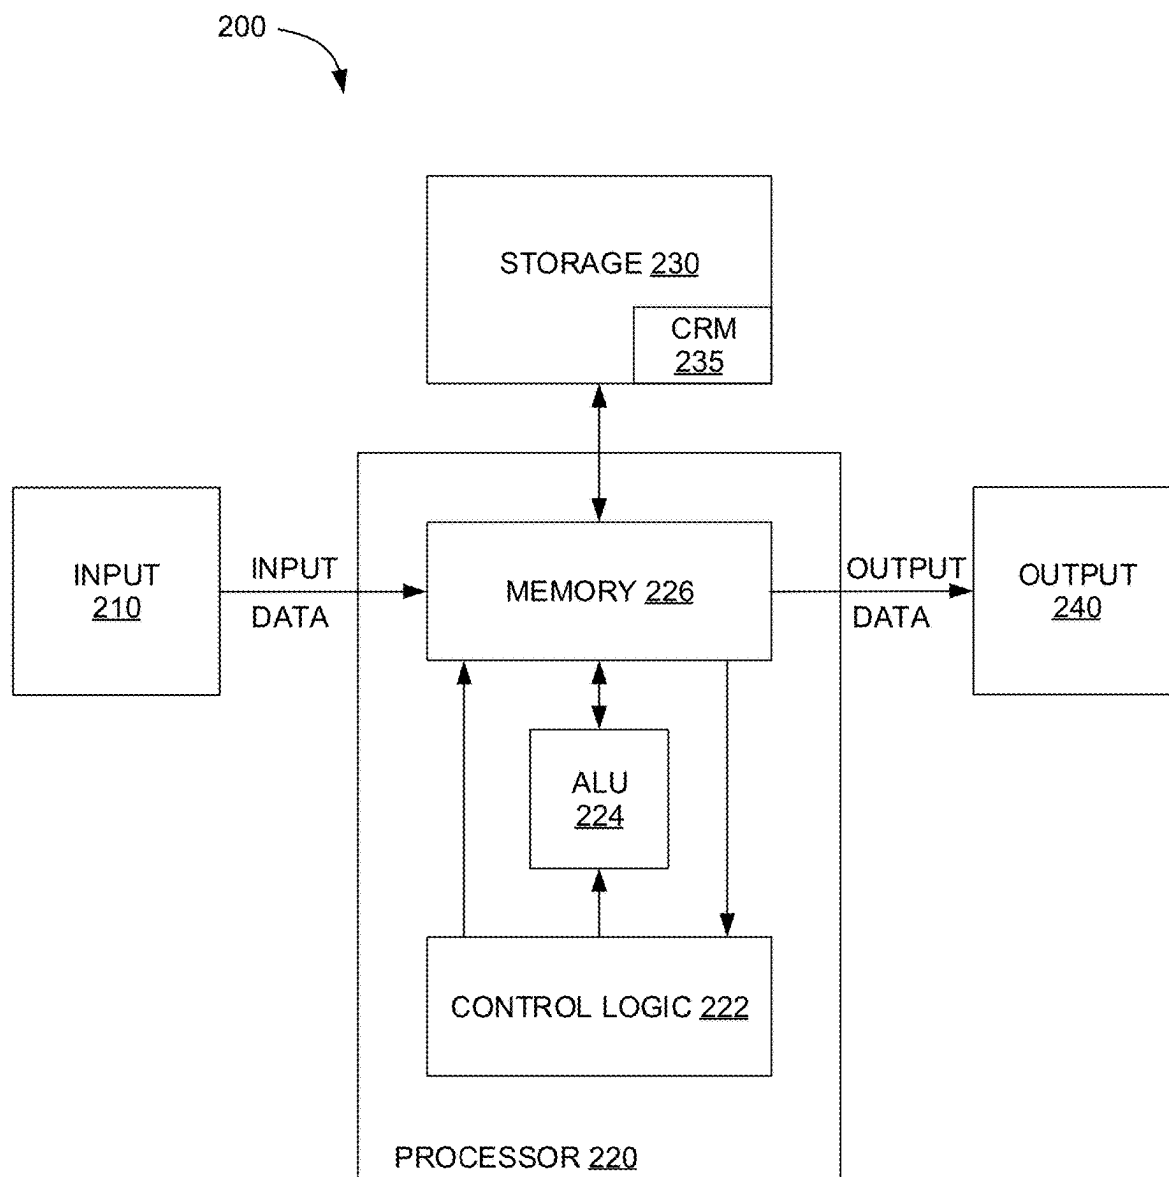 200
STORAGE 230
CRM
235
INPUT
210
INPUT
DATA
MEMORY 226
OUTPUT
DATA
OUTPUT
240
ALU
224
CONTROL LOGIC 222
PROCESSOR 220